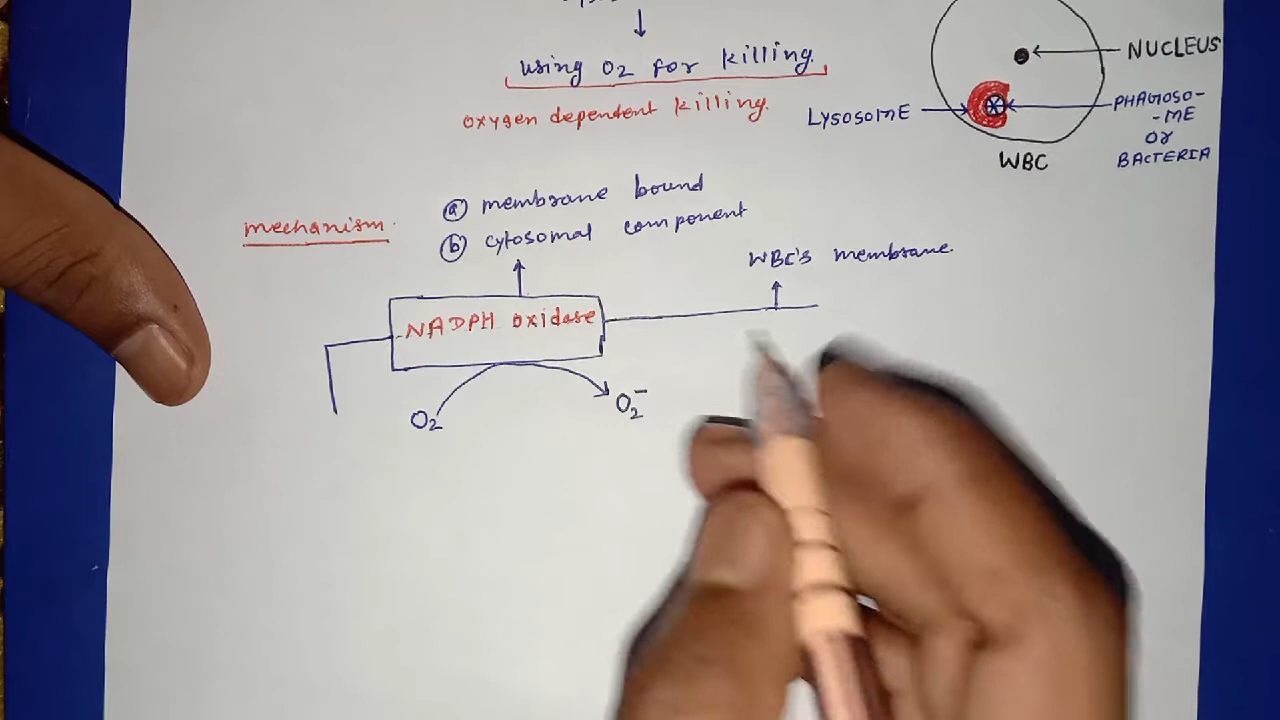 using O2 for killing.
oxygen dependent killing.
NUCLEUS
LYSOSOME
PHAGOSO-
-ME
Or
BACTERIA
WBC
mechanism.
(a) membrane bound
(b) cytosomal component
WBC's membrane.
NADPH oxidase
O2
O2-